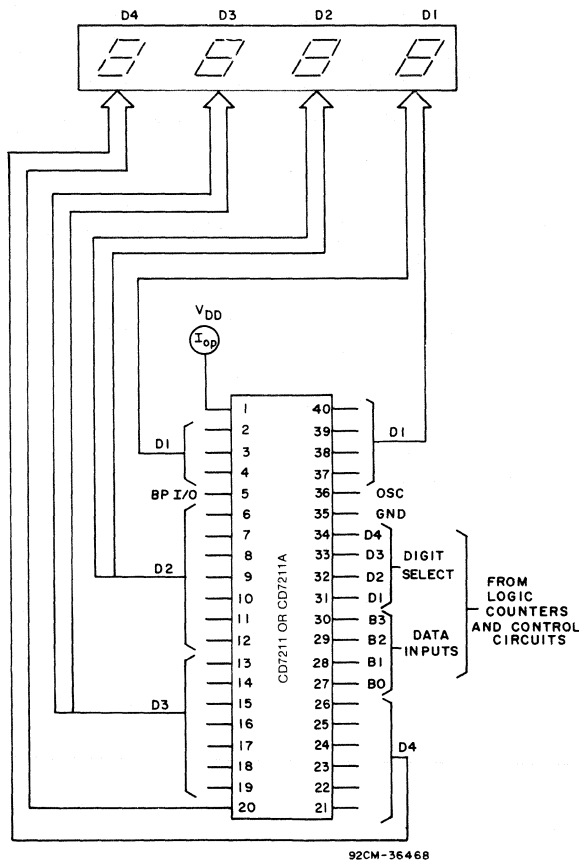 D4 D3 D2 D1
VDD
Iop
1 40
2 39
3 38
4 37
D1
D1
BP I/O 5 36 OSC
6 35 GND
7 34 D4
8 33 D3
9 32 D2
10 31 D1
11 30 B3
12 29 B2
13 28 B1
14 27 B0
15 26
16 25
17 24
18 23
19 22
20 21
D2
D3
D4
CD7211 OR CD7211A
DIGIT
SELECT
DATA
INPUTS
FROM
LOGIC
COUNTERS
AND CONTROL
CIRCUITS
92CM-36468